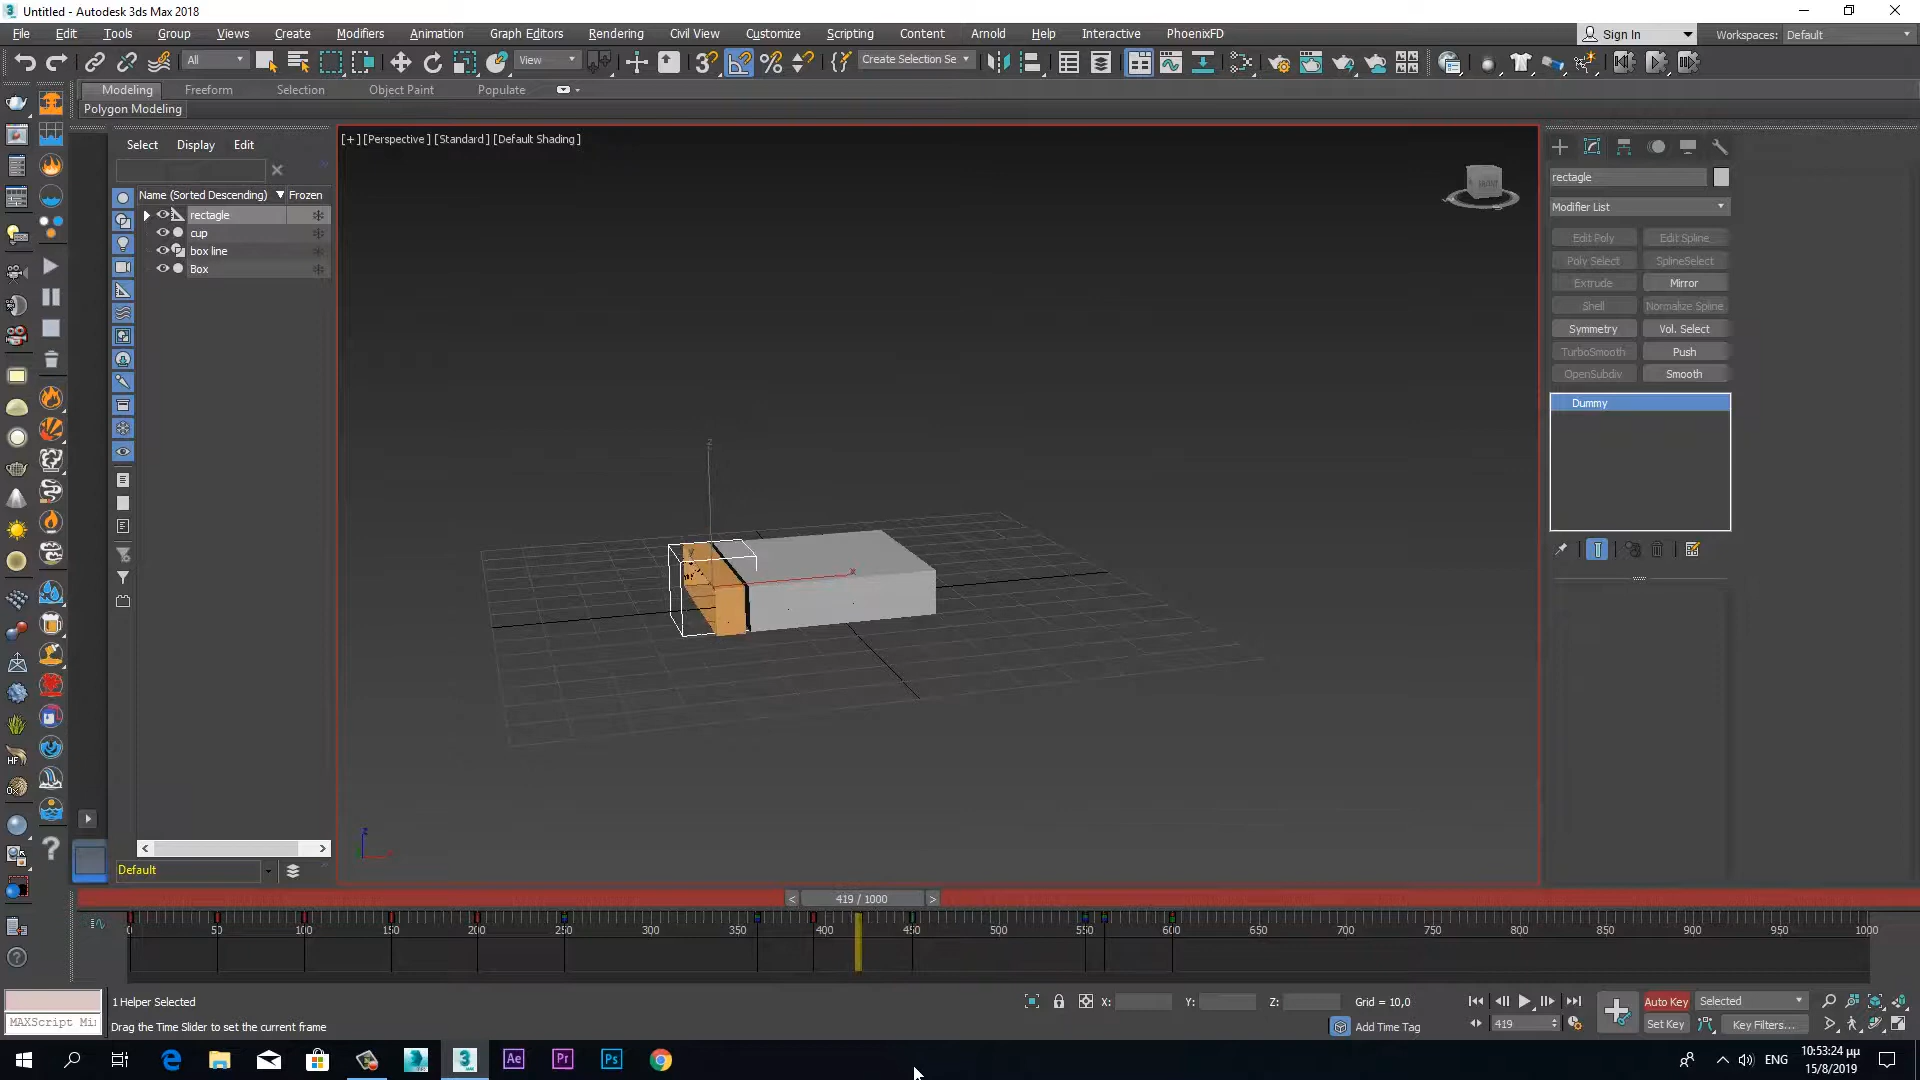 Untitled - Autodesk 3ds Max 2018
File Edit Tools Group Views Create Modifiers Animation Graph Editors Rendering Civil View Customize Scripting Content Arnold Help Interactive PhoenixFD
Sign In
Workspaces: Default
All
View
Create Selection Se
Modeling Freeform Selection Object Paint Populate
Polygon Modeling
Select Display Edit
Name (Sorted Descending) Frozen
rectagle
cup
box line
Box
Default
[+] [Perspective] [Standard] [Default Shading]
FRONT
z
x
y
z
rectagle
Modifier List
Edit Poly Edit Spline
Poly Select SplineSelect
Extrude Mirror
Shell Normalize Spline
Symmetry Vol. Select
TurboSmooth Push
OpenSubdiv Smooth
Dummy
< 419 / 1000 >
0 50 100 150 200 250 300 350 400 450 500 550 600 650 700 750 800 850 900 950 1000
1 Helper Selected
Drag the Time Slider to set the current frame
MAXScript Mi
X: Y: Z: Grid = 10,0
Add Time Tag
419
Auto Key Selected
Set Key Key Filters...
Ae Pr Ps
ENG
10:53:24 μμ
15/8/2019